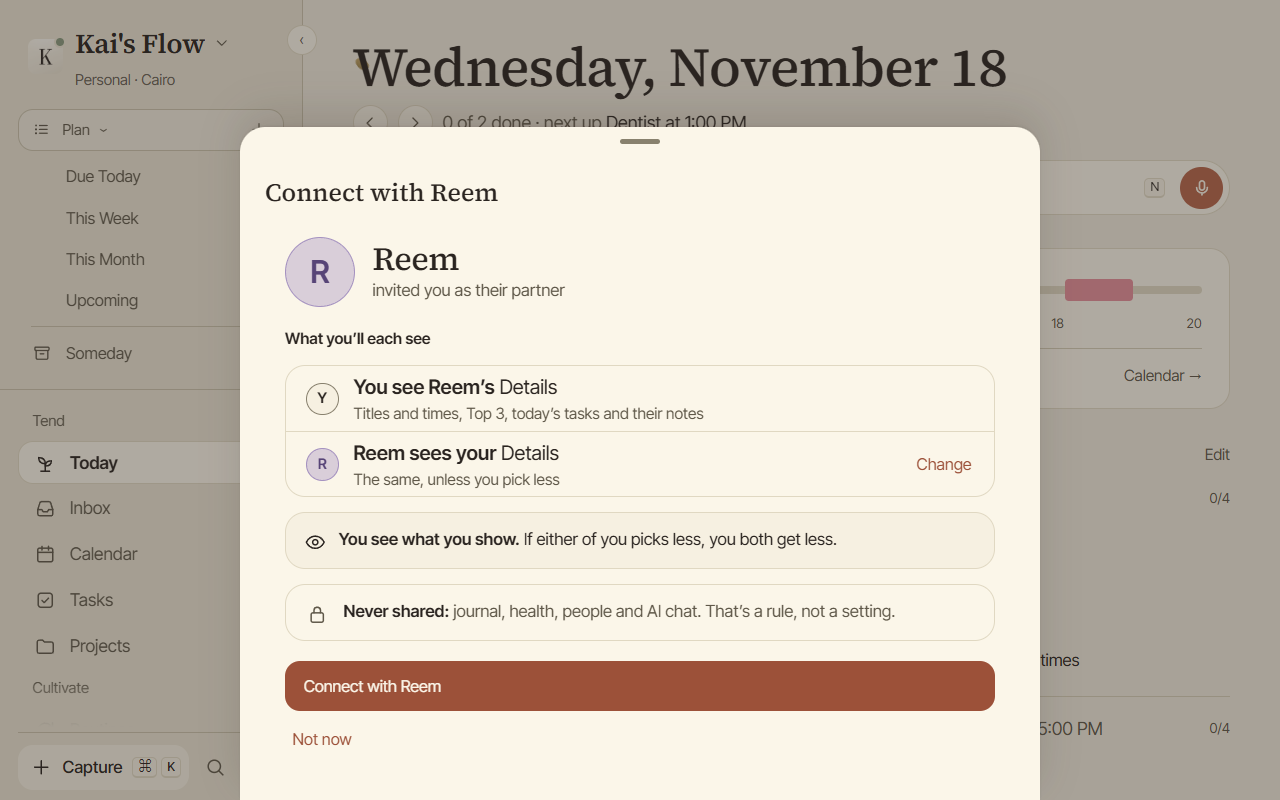 K
Kai's Flow
Personal · Cairo
Plan
Due Today
This Week
This Month
Upcoming
Someday
Tend
Today
Inbox
Calendar
Tasks
Projects
Cultivate
Capture ⌘ K
Wednesday, November 18
0 of 2 done · next up Dentist at 1:00 PM
N
18 20
Calendar →
Edit
0/4
times
5:00 PM 0/4
Connect with Reem
R
Reem
invited you as their partner
What you’ll each see
Y
You see Reem’s Details
Titles and times, Top 3, today’s tasks and their notes
R
Reem sees your Details
The same, unless you pick less
Change
You see what you show. If either of you picks less, you both get less.
Never shared: journal, health, people and AI chat. That’s a rule, not a setting.
Connect with Reem
Not now